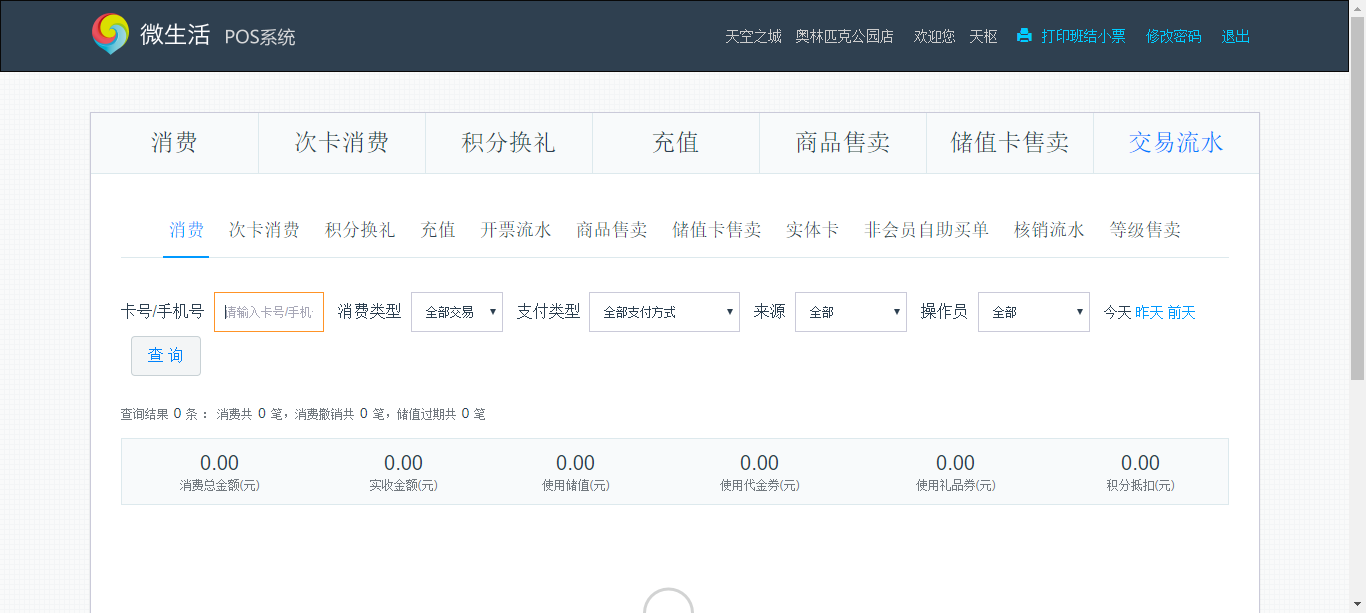 微生活 POS系统 天空之城 奥林匹克公园店 欢迎您 天枢 打印班结小票 修改密码 退出
消费 次卡消费 积分换礼 充值 商品售卖 储值卡售卖 交易流水
消费 次卡消费 积分换礼 充值 开票流水 商品售卖 储值卡售卖 实体卡 非会员自助买单 核销流水 等级售卖
卡号/手机号 请输入卡号/手机 消费类型 全部交易 支付类型 全部支付方式 来源 全部 操作员 全部 今天 昨天 前天
查 询
查询结果 0 条 : 消费共 0 笔，消费撤销共 0 笔，储值过期共 0 笔
0.00 0.00 0.00 0.00 0.00 0.00
消费总金额(元) 实收金额(元) 使用储值(元) 使用代金券(元) 使用礼品券(元) 积分抵扣(元)